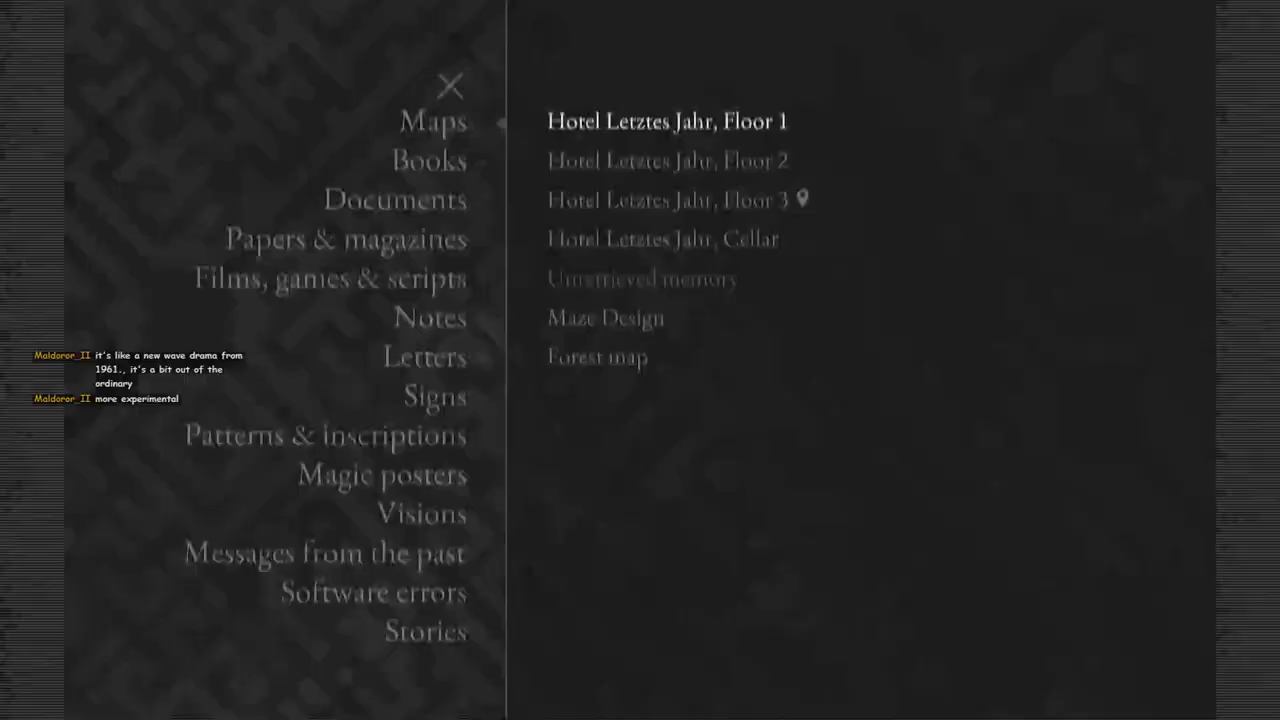 Maps
Books
Documents
Papers & magazines
Films, games & scripts
Notes
Letters
Signs
Patterns & inscriptions
Magic posters
Visions
Messages from the past
Software errors
Stories
Hotel Letztes Jahr, Floor 1
Hotel Letztes Jahr, Floor 2
Hotel Letztes Jahr, Floor 3
Hotel Letztes Jahr, Cellar
Unretrieved memory
Maze Design
Forest map
Maldoror_II it's like a new wave drama from
1961., it's a bit out of the
ordinary
Maldoror_II more experimental